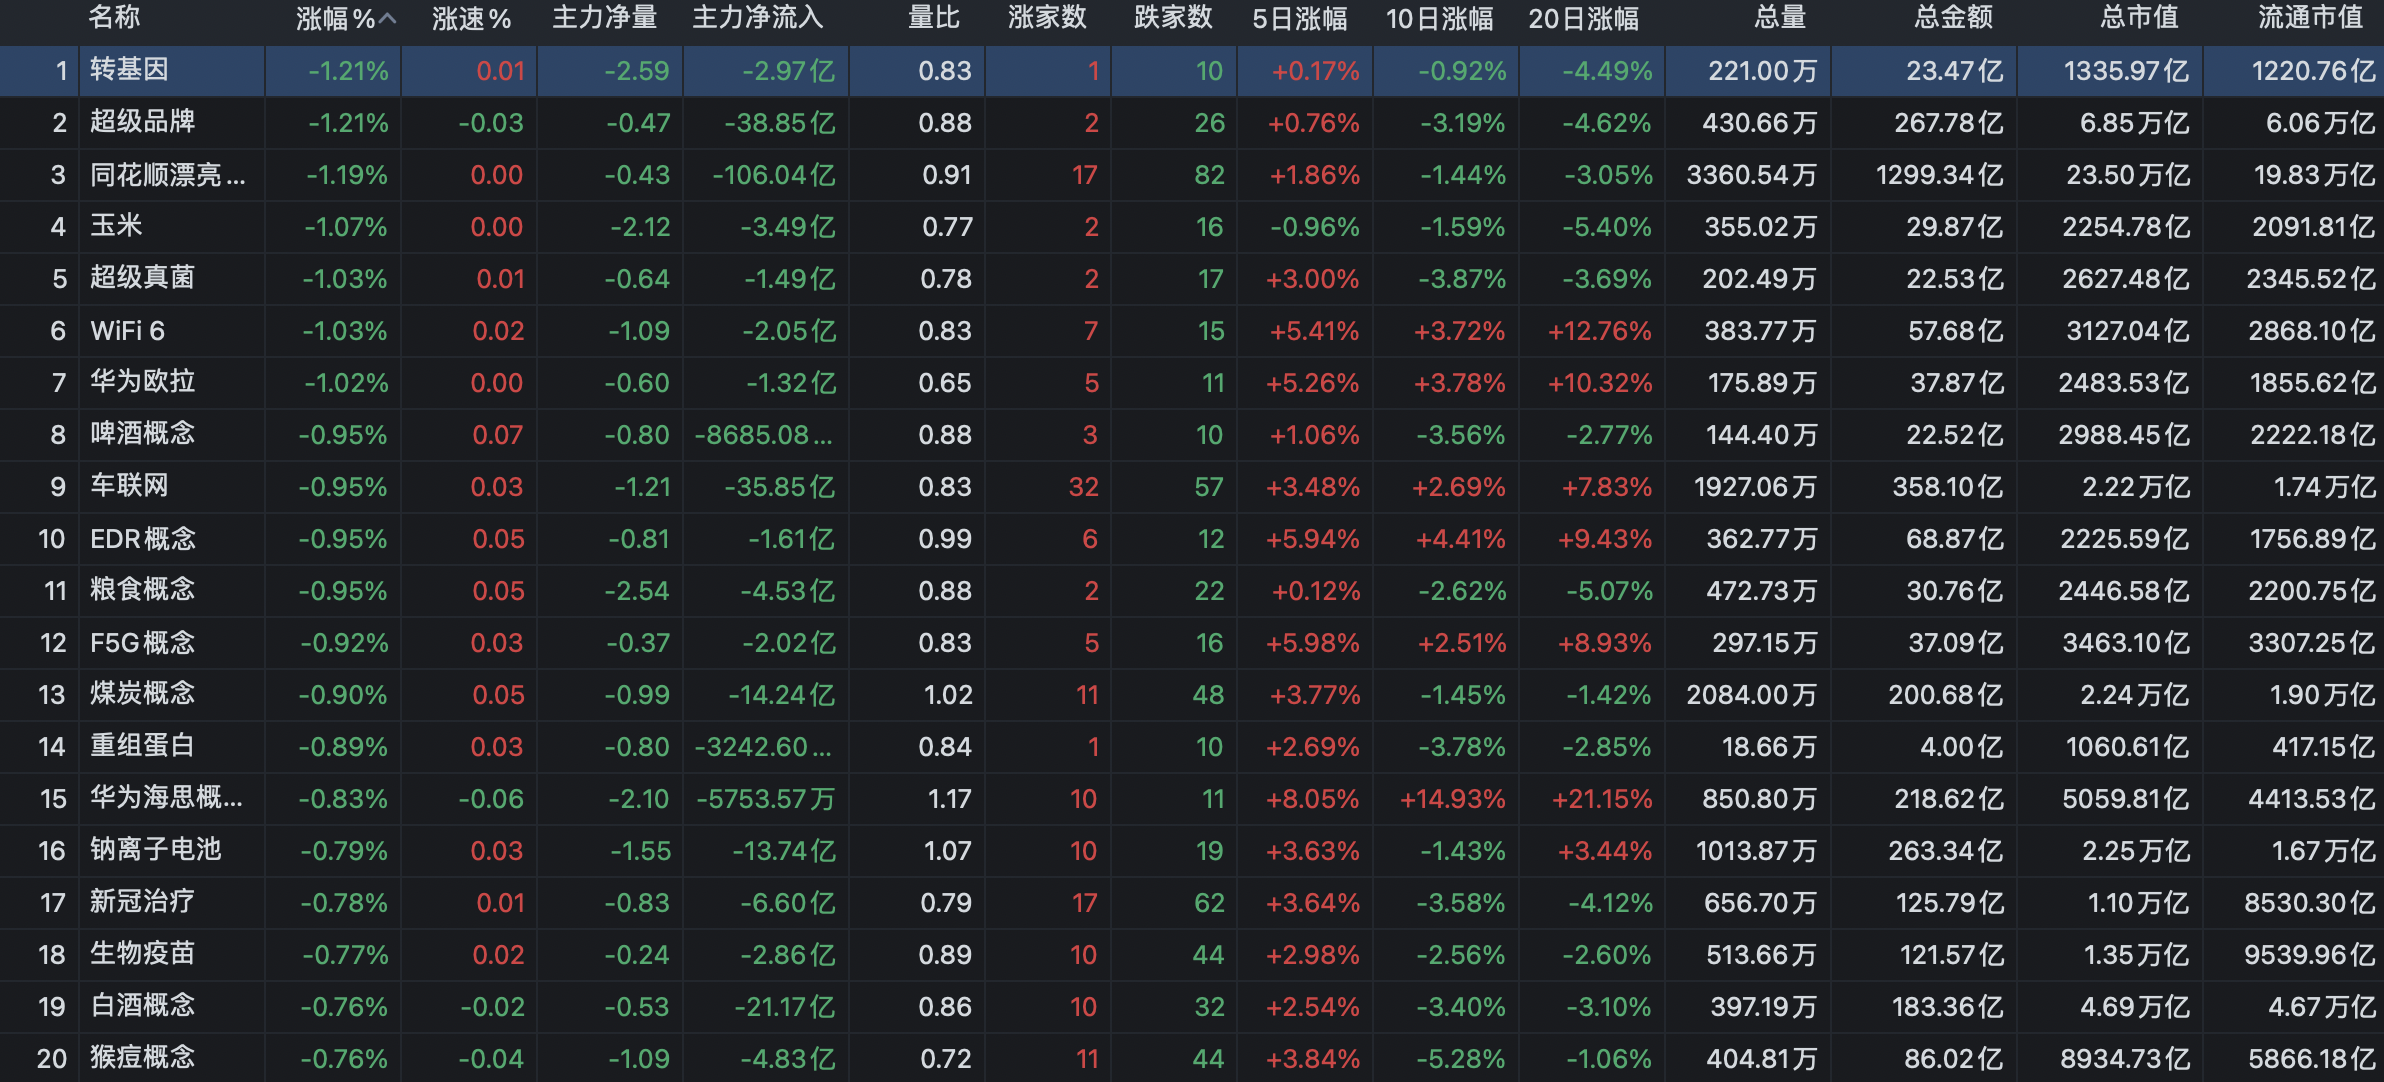 名称 涨幅%^ 涨速% 主力净量 主力净流入 量比 涨家数 跌家数 5日涨幅 10日涨幅 20日涨幅 总量 总金额 总市值 流通市值
1 转基因 -1.21% 0.01 -2.59 -2.97亿 0.83 1 10 +0.17% -0.92% -4.49% 221.00万 23.47亿 1335.97亿 1220.76亿
2 超级品牌 -1.21% -0.03 -0.47 -38.85亿 0.88 2 26 +0.76% -3.19% -4.62% 430.66万 267.78亿 6.85万亿 6.06万亿
3 同花顺漂亮... -1.19% 0.00 -0.43 -106.04亿 0.91 17 82 +1.86% -1.44% -3.05% 3360.54万 1299.34亿 23.50万亿 19.83万亿
4 玉米 -1.07% 0.00 -2.12 -3.49亿 0.77 2 16 -0.96% -1.59% -5.40% 355.02万 29.87亿 2254.78亿 2091.81亿
5 超级真菌 -1.03% 0.01 -0.64 -1.49亿 0.78 2 17 +3.00% -3.87% -3.69% 202.49万 22.53亿 2627.48亿 2345.52亿
6 WiFi 6 -1.03% 0.02 -1.09 -2.05亿 0.83 7 15 +5.41% +3.72% +12.76% 383.77万 57.68亿 3127.04亿 2868.10亿
7 华为欧拉 -1.02% 0.00 -0.60 -1.32亿 0.65 5 11 +5.26% +3.78% +10.32% 175.89万 37.87亿 2483.53亿 1855.62亿
8 啤酒概念 -0.95% 0.07 -0.80 -8685.08... 0.88 3 10 +1.06% -3.56% -2.77% 144.40万 22.52亿 2988.45亿 2222.18亿
9 车联网 -0.95% 0.03 -1.21 -35.85亿 0.83 32 57 +3.48% +2.69% +7.83% 1927.06万 358.10亿 2.22万亿 1.74万亿
10 EDR概念 -0.95% 0.05 -0.81 -1.61亿 0.99 6 12 +5.94% +4.41% +9.43% 362.77万 68.87亿 2225.59亿 1756.89亿
11 粮食概念 -0.95% 0.05 -2.54 -4.53亿 0.88 2 22 +0.12% -2.62% -5.07% 472.73万 30.76亿 2446.58亿 2200.75亿
12 F5G概念 -0.92% 0.03 -0.37 -2.02亿 0.83 5 16 +5.98% +2.51% +8.93% 297.15万 37.09亿 3463.10亿 3307.25亿
13 煤炭概念 -0.90% 0.05 -0.99 -14.24亿 1.02 11 48 +3.77% -1.45% -1.42% 2084.00万 200.68亿 2.24万亿 1.90万亿
14 重组蛋白 -0.89% 0.03 -0.80 -3242.60... 0.84 1 10 +2.69% -3.78% -2.85% 18.66万 4.00亿 1060.61亿 417.15亿
15 华为海思概... -0.83% -0.06 -2.10 -5753.57万 1.17 10 11 +8.05% +14.93% +21.15% 850.80万 218.62亿 5059.81亿 4413.53亿
16 钠离子电池 -0.79% 0.03 -1.55 -13.74亿 1.07 10 19 +3.63% -1.43% +3.44% 1013.87万 263.34亿 2.25万亿 1.67万亿
17 新冠治疗 -0.78% 0.01 -0.83 -6.60亿 0.79 17 62 +3.64% -3.58% -4.12% 656.70万 125.79亿 1.10万亿 8530.30亿
18 生物疫苗 -0.77% 0.02 -0.24 -2.86亿 0.89 10 44 +2.98% -2.56% -2.60% 513.66万 121.57亿 1.35万亿 9539.96亿
19 白酒概念 -0.76% -0.02 -0.53 -21.17亿 0.86 10 32 +2.54% -3.40% -3.10% 397.19万 183.36亿 4.69万亿 4.67万亿
20 猴痘概念 -0.76% -0.04 -1.09 -4.83亿 0.72 11 44 +3.84% -5.28% -1.06% 404.81万 86.02亿 8934.73亿 5866.18亿